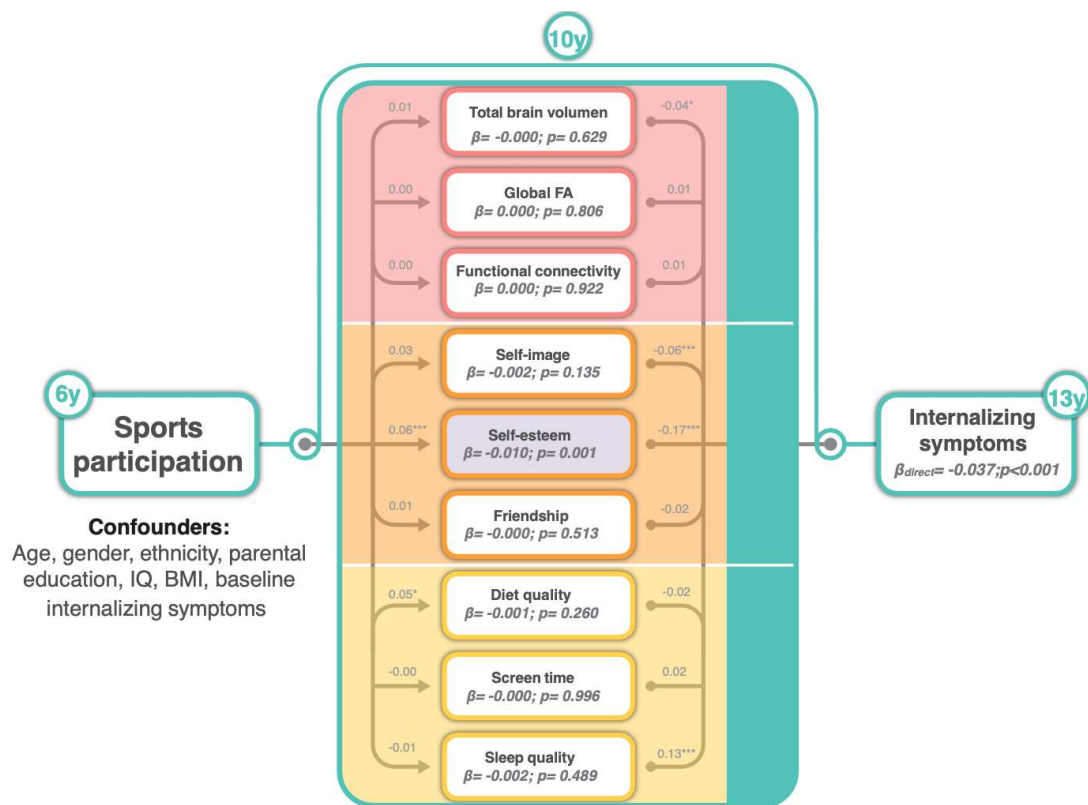 10y
0.01
Total brain volumen
β= -0.000; p= 0.629
-0.04*
0.00
Global FA
β= 0.000; p= 0.806
0.01
0.00
Functional connectivity
β= 0.000; p= 0.922
0.01
0.03
Self-image
β= -0.002; p= 0.135
-0.06***
6y
Sports
participation
0.06***
Self-esteem
β= -0.010; p= 0.001
-0.17***
13y
Internalizing
symptoms
βdirect= -0.037;p<0.001
0.01
Friendship
β= -0.000; p= 0.513
-0.02
Confounders:
Age, gender, ethnicity, parental
education, IQ, BMI, baseline
internalizing symptoms
0.05*
Diet quality
β= -0.001; p= 0.260
-0.02
-0.00
Screen time
β= -0.000; p= 0.996
0.02
-0.01
Sleep quality
β= -0.002; p= 0.489
0.13***